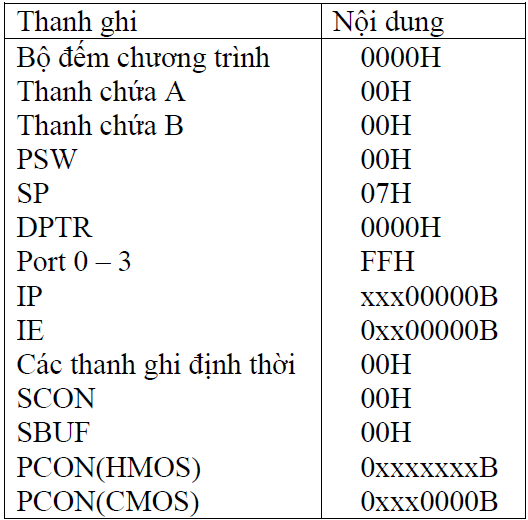 Thanh ghi Nội dung
Bộ đếm chương trình 0000H
Thanh chứa A 00H
Thanh chứa B 00H
PSW 00H
SP 07H
DPTR 0000H
Port 0 – 3 FFH
IP xxx00000B
IE 0xx00000B
Các thanh ghi định thời 00H
SCON 00H
SBUF 00H
PCON(HMOS) 0xxxxxxxB
PCON(CMOS) 0xxx0000B